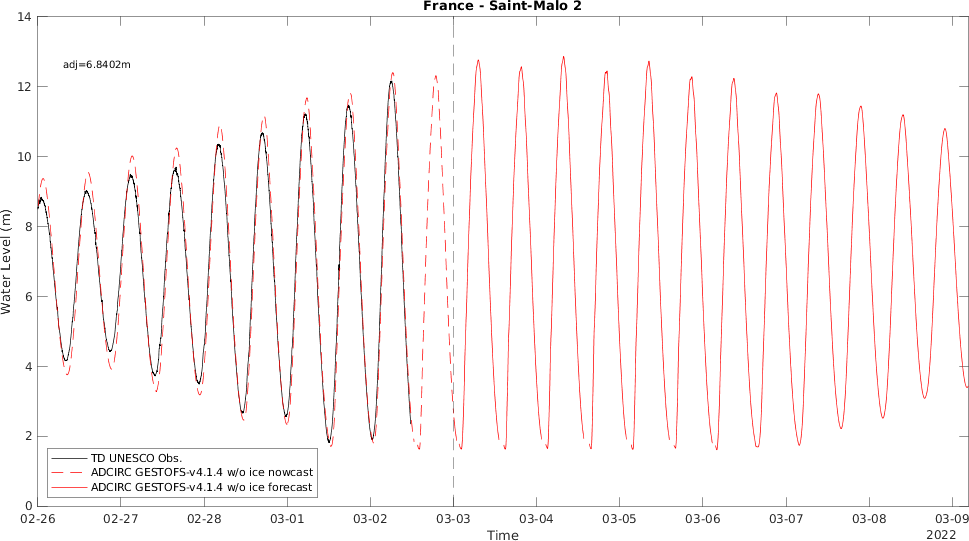 France - Saint-Malo 2
14
12
10
8
6
4
2
0
Water Level (m)
adj=6.8402m
TD UNESCO Obs.
ADCIRC GESTOFS-v4.1.4 w/o ice nowcast
ADCIRC GESTOFS-v4.1.4 w/o ice forecast
02-26 02-27 02-28 03-01 03-02 03-03 03-04 03-05 03-06 03-07 03-08 03-09
Time
2022